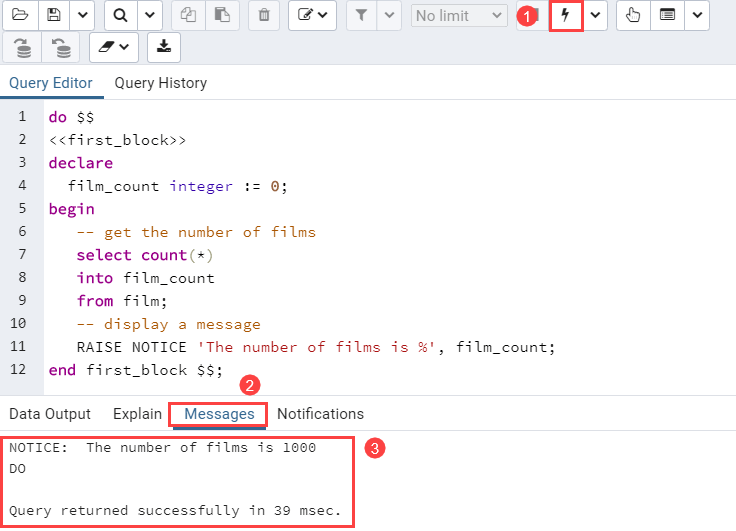 No limit 1
Query Editor Query History
1 do $$
2 <<first_block>>
3 declare
4   film_count integer := 0;
5 begin
6    -- get the number of films
7    select count(*)
8    into film_count
9    from film;
10    -- display a message
11    RAISE NOTICE 'The number of films is %', film_count;
12 end first_block $$;
2
Data Output Explain Messages Notifications
NOTICE:  The number of films is 1000 3
DO
Query returned successfully in 39 msec.